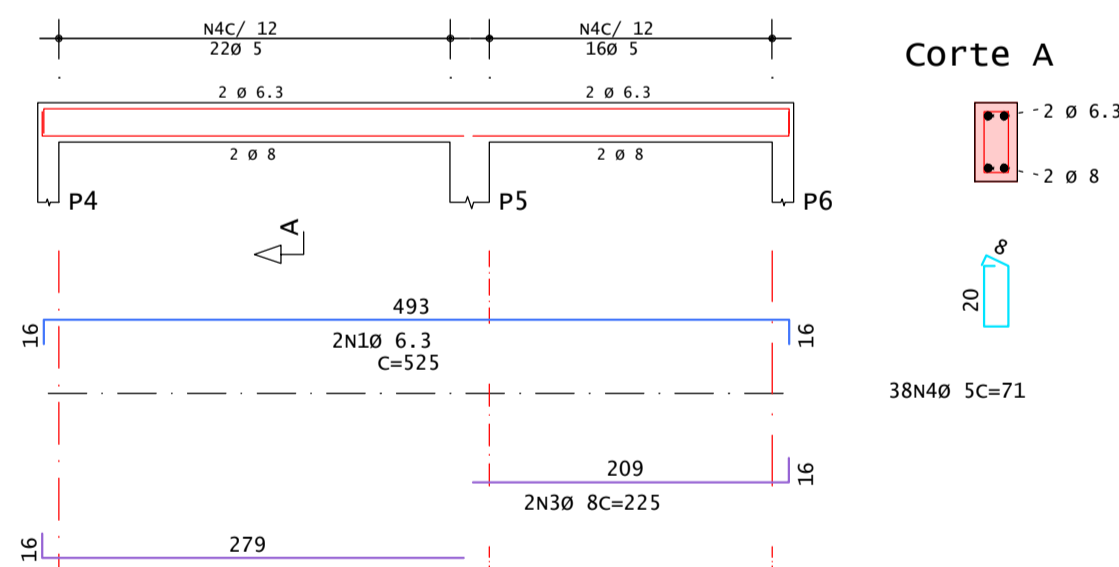 N4C/ 12
22Ø 5
N4C/ 12
16Ø 5
Corte A
2 Ø 6.3
2 Ø 6.3
2 Ø 6.3
2 Ø 8
2 Ø 8
2 Ø 8
P4
P5
P6
A
8
20
493
16
16
2N1Ø 6.3
C=525
38N4Ø 5C=71
209
16
2N3Ø 8C=225
279
16